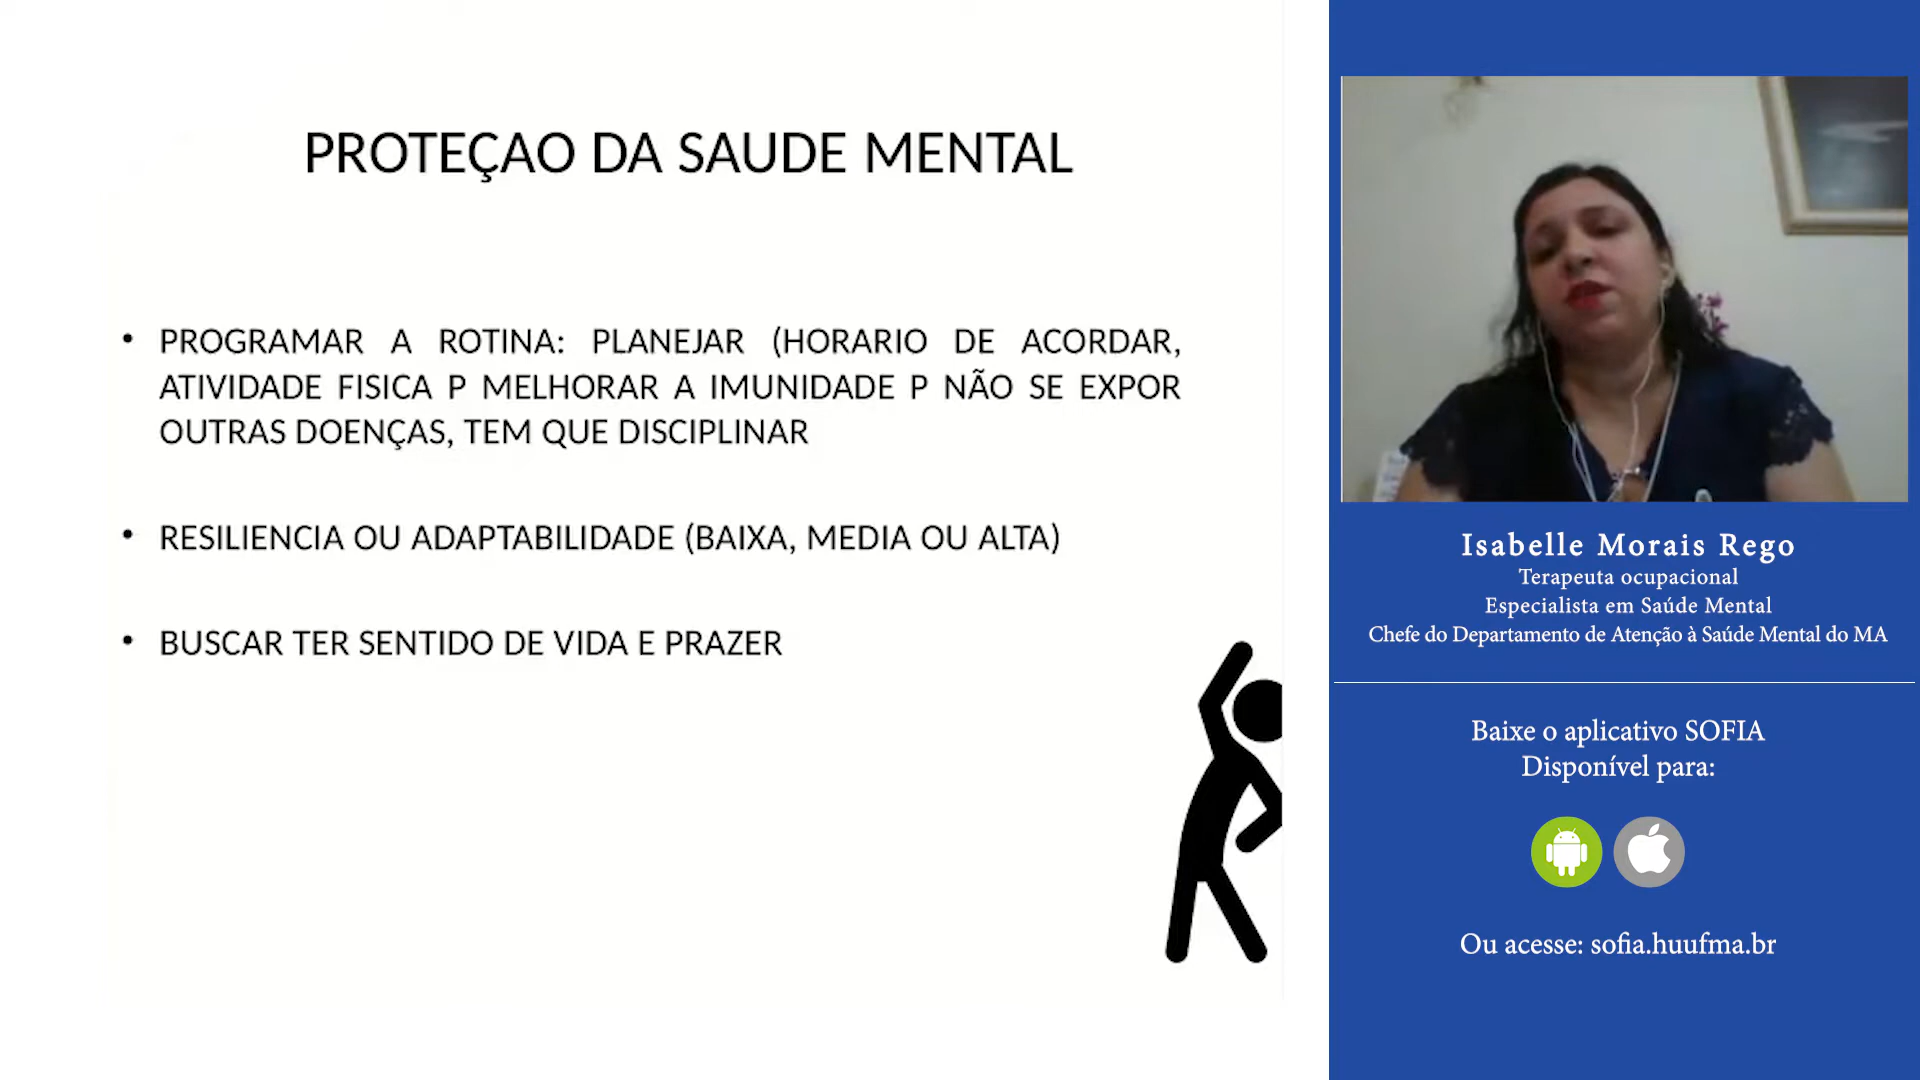 PROTEÇAO DA SAUDE MENTAL
• PROGRAMAR A ROTINA: PLANEJAR (HORARIO DE ACORDAR,
ATIVIDADE FISICA P MELHORAR A IMUNIDADE P NÃO SE EXPOR
OUTRAS DOENÇAS, TEM QUE DISCIPLINAR
• RESILIENCIA OU ADAPTABILIDADE (BAIXA, MEDIA OU ALTA)
• BUSCAR TER SENTIDO DE VIDA E PRAZER
Isabelle Morais Rego
Terapeuta ocupacional
Especialista em Saúde Mental
Chefe do Departamento de Atenção à Saúde Mental do MA
Baixe o aplicativo SOFIA
Disponível para:
Ou acesse: sofia.huufma.br